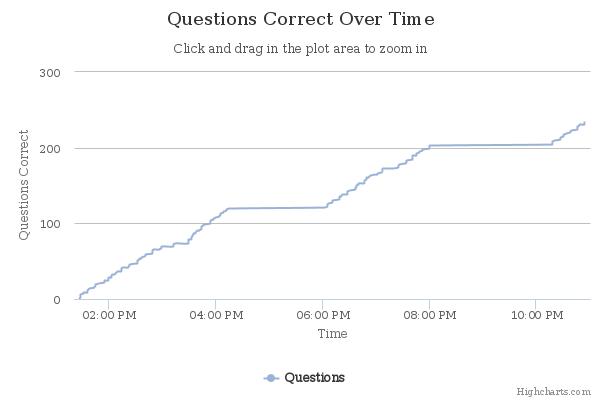 Questions Correct Over Time
Click and drag in the plot area to zoom in
Questions Correct
300
200
100
0
02:00 PM 04:00 PM 06:00 PM 08:00 PM 10:00 PM
Time
Questions
Highcharts.com